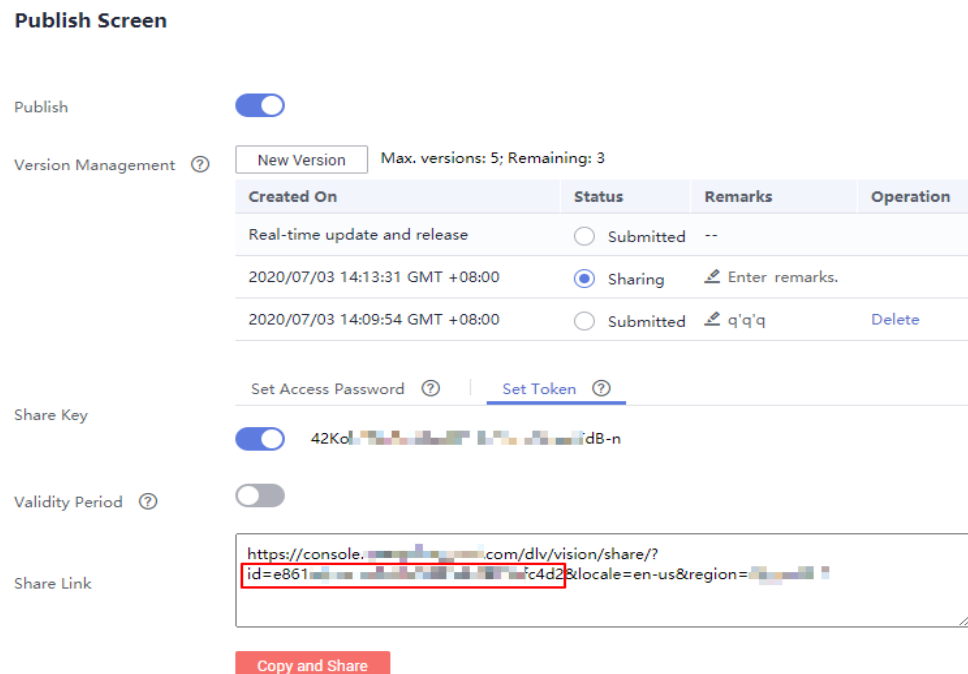 Publish Screen
Publish
Version Management ?
New Version Max. versions: 5; Remaining: 3
Created On Status Remarks Operation
Real-time update and release Submitted --
2020/07/03 14:13:31 GMT +08:00 Sharing Enter remarks.
2020/07/03 14:09:54 GMT +08:00 Submitted q'q'q Delete
Set Access Password ? Set Token ?
Share Key
42Ko dB-n
Validity Period ?
https://console. .com/dlv/vision/share/?
id=e861 fc4d2&locale=en-us&region=
Share Link
Copy and Share